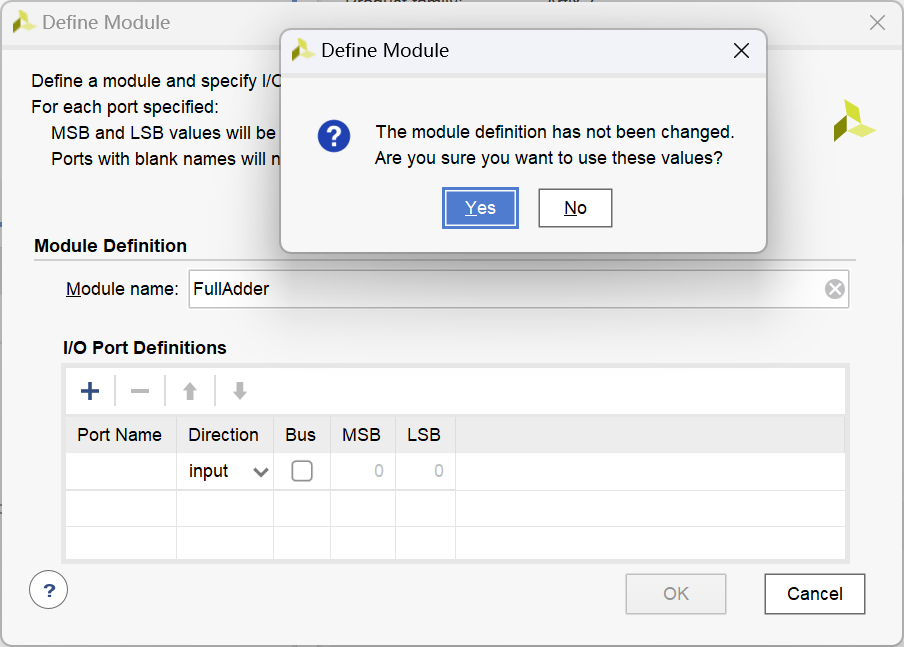 Define Module
Define Module
Define a module and specify I/O
For each port specified:
MSB and LSB values will be
Ports with blank names will n
The module definition has not been changed.
Are you sure you want to use these values?
Yes
No
Module Definition
Module name: FullAdder
I/O Port Definitions
Port Name Direction Bus MSB LSB
input 0 0
?
OK
Cancel